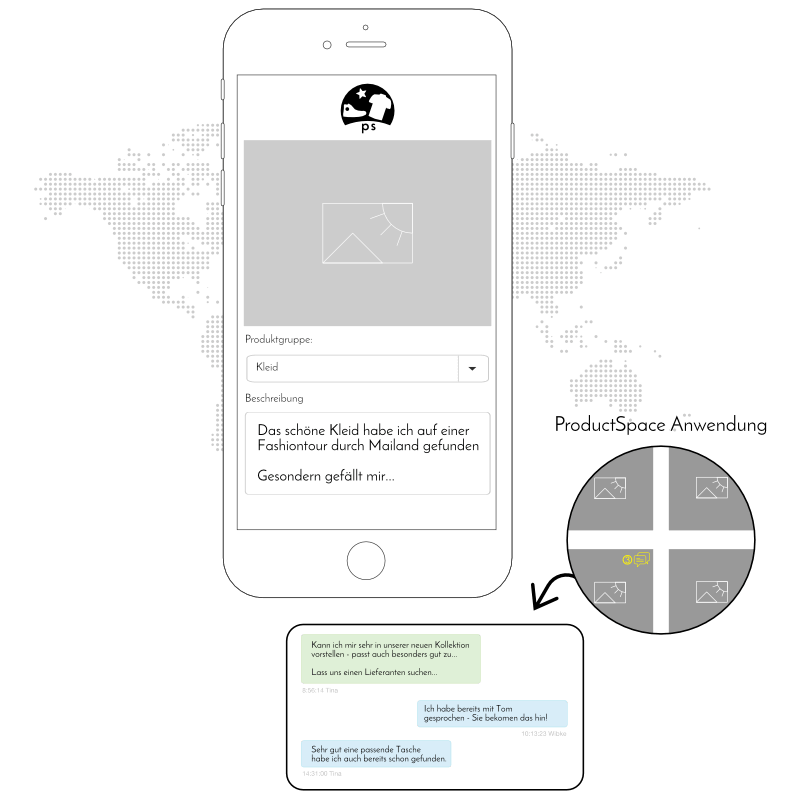 ps
Produktgruppe:
Kleid
Beschreibung
Das schöne Kleid habe ich auf einer
Fashiontour durch Mailand gefunden
Gesondern gefällt mir...
ProductSpace Anwendung
3
Kann ich mir sehr in unserer neuen Kollektion
vorstellen - passt auch besonders gut zu...
Lass uns einen Lieferanten suchen...
8:56:14 Tina
Ich habe bereits mit Tom
gesprochen - Sie bekomen das hin!
10:13:23 Wibke
Sehr gut eine passende Tasche
habe ich auch bereits schon gefunden.
14:31:00 Tina